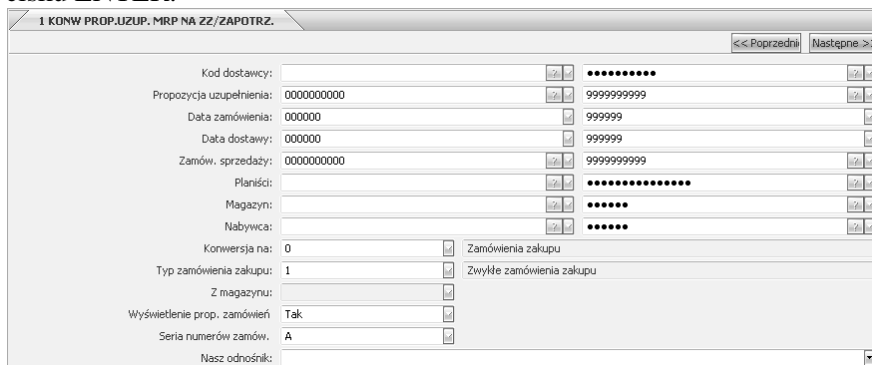 1 KONW PROP.UZUP. MRP NA ZZ/ZAPOTRZ.
<< Poprzedni Następne >>
Kod dostawcy: ●●●●●●●●●●
Propozycja uzupełnienia: 0000000000 9999999999
Data zamówienia: 000000 999999
Data dostawy: 000000 999999
Zamów. sprzedaży: 0000000000 9999999999
Planiści: ●●●●●●●●●●●●●●●
Magazyn: ●●●●●●
Nabywca: ●●●●●●
Konwersja na: 0 Zamówienia zakupu
Typ zamówienia zakupu: 1 Zwykłe zamówienia zakupu
Z magazynu:
Wyświetlenie prop. zamówień Tak
Seria numerów zamów. A
Nasz odnośnik: